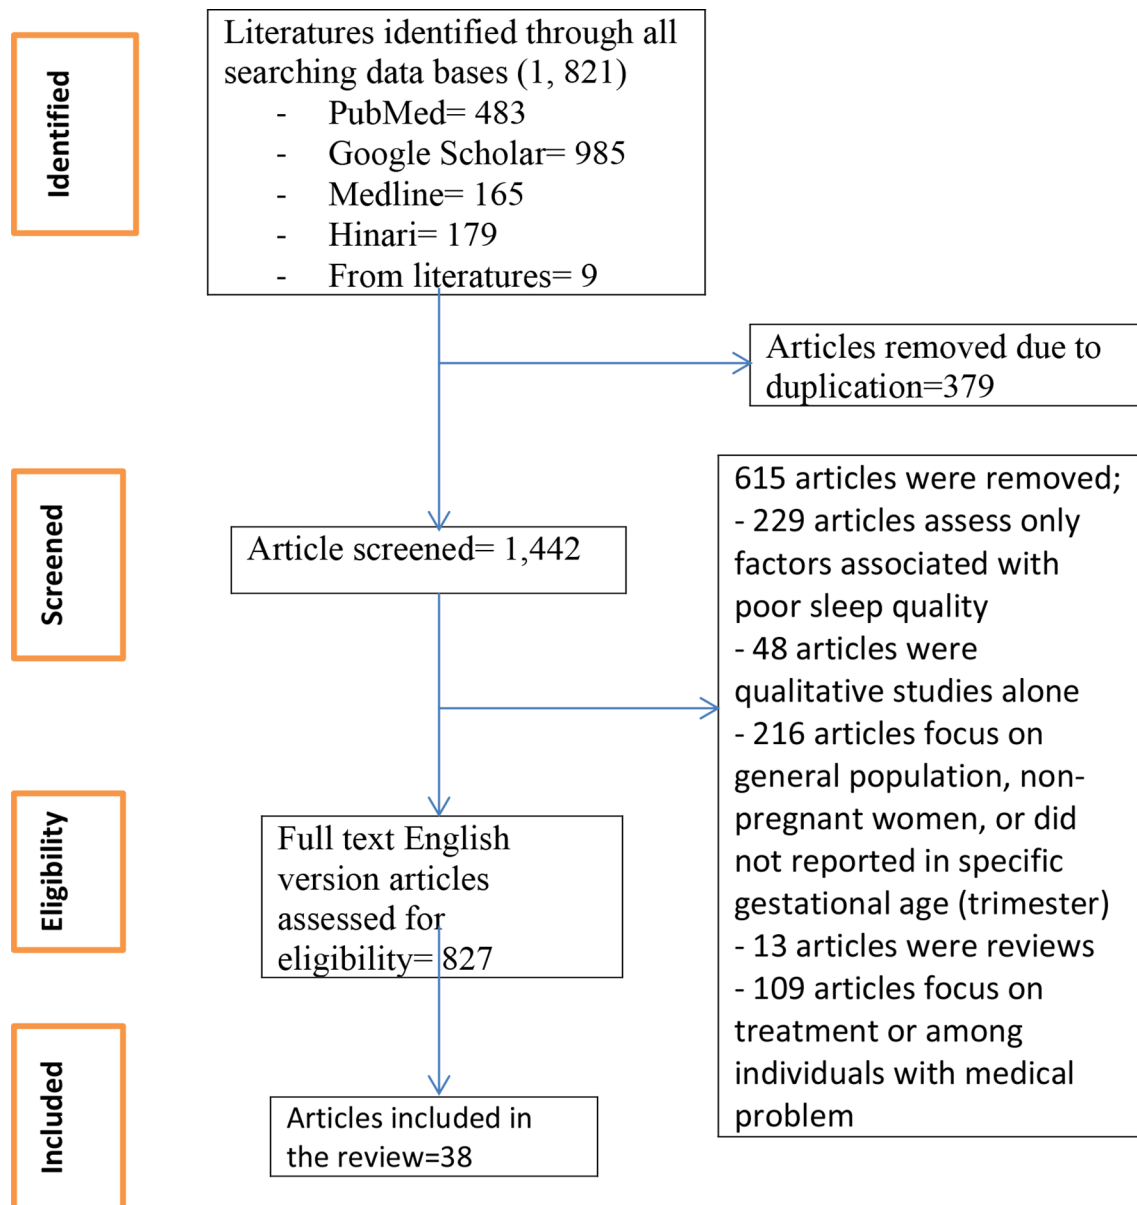 Identified
Literatures identified through all
searching data bases (1, 821)
- PubMed= 483
- Google Scholar= 985
- Medline= 165
- Hinari= 179
- From literatures= 9
Articles removed due to
duplication=379
Screened
Article screened= 1,442
615 articles were removed;
- 229 articles assess only
factors associated with
poor sleep quality
- 48 articles were
qualitative studies alone
- 216 articles focus on
general population, non-
pregnant women, or did
not reported in specific
gestational age (trimester)
- 13 articles were reviews
- 109 articles focus on
treatment or among
individuals with medical
problem
Eligibility
Full text English
version articles
assessed for
eligibility= 827
Included
Articles included in
the review=38